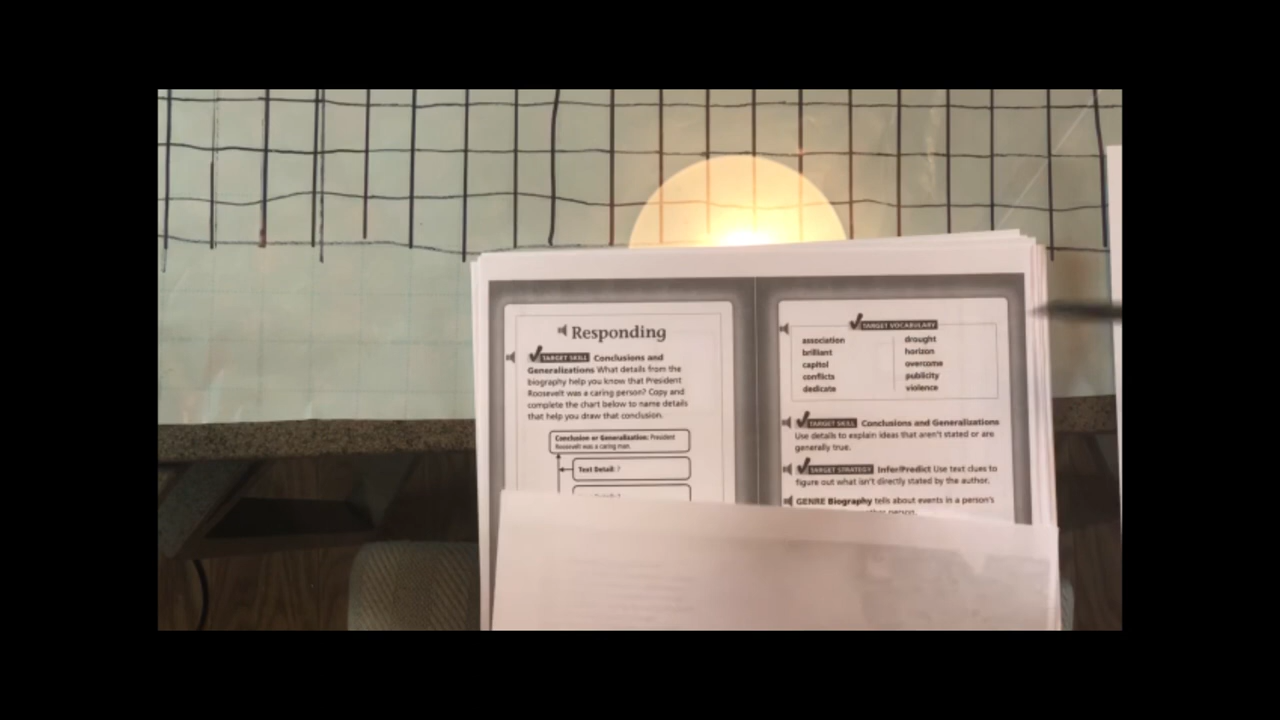 Responding
TARGET SKILL Conclusions and
Generalizations What details from the
biography help you know that President
Roosevelt was a caring person? Copy and
complete the chart below to name details
that help you draw that conclusion.
Conclusion or Generalization: President
Roosevelt was a caring man.
Text Detail: ?
TARGET VOCABULARY
association drought
brilliant horizon
capitol overcome
conflicts publicity
dedicate violence
TARGET SKILL Conclusions and Generalizations
Use details to explain ideas that aren't stated or are
generally true.
TARGET STRATEGY Infer/Predict Use text clues to
figure out what isn't directly stated by the author.
GENRE Biography tells about events in a person's
person.